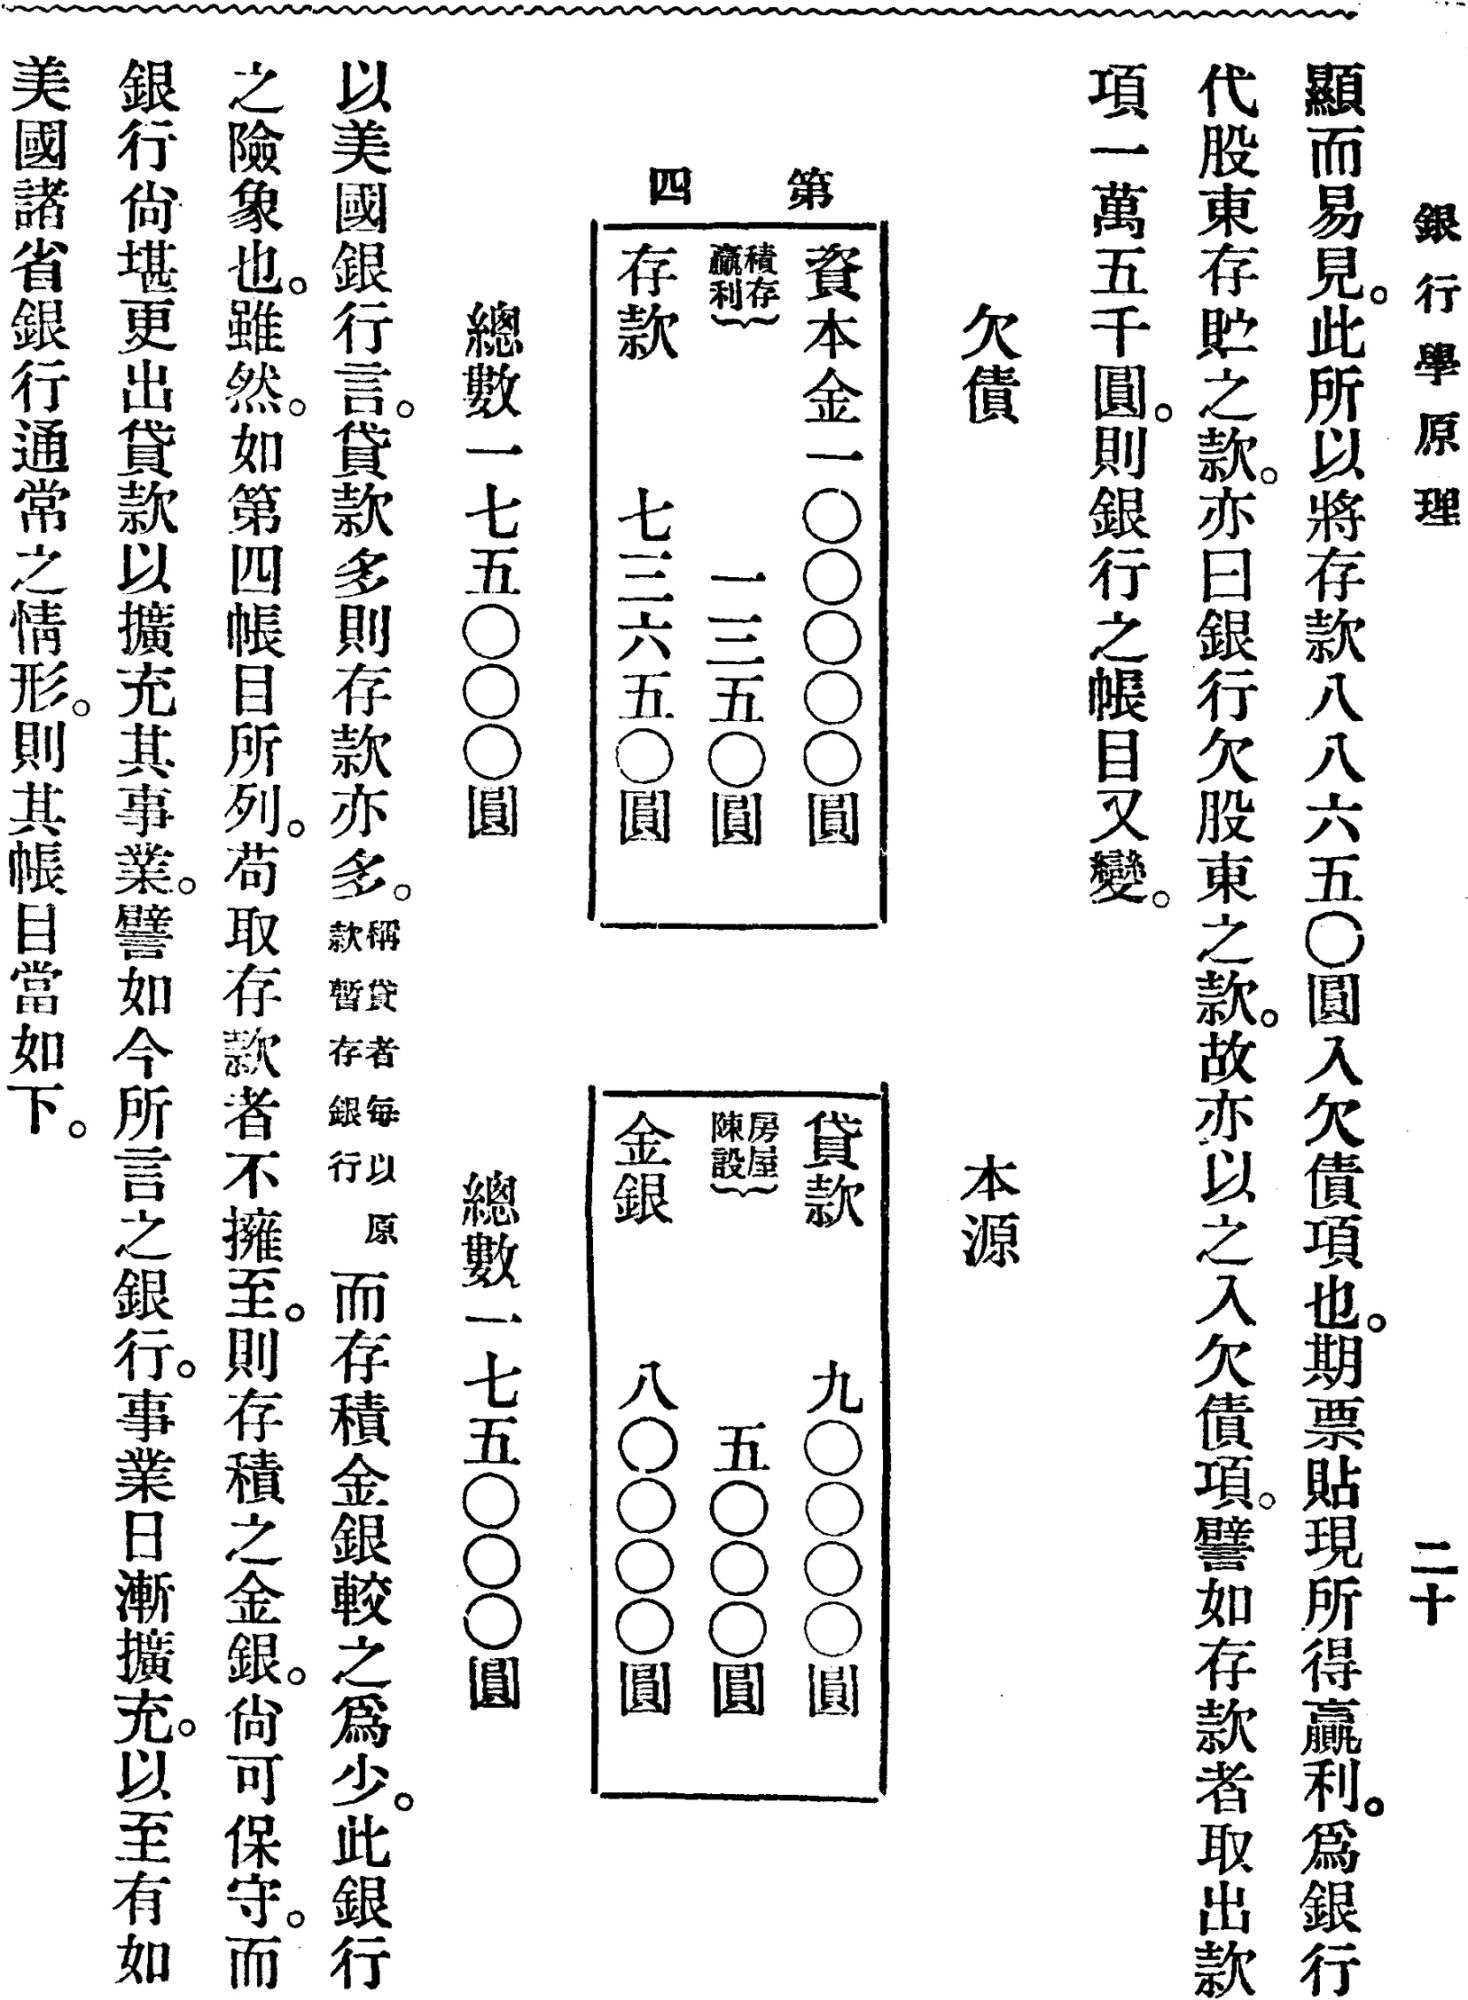 銀行學原理
二十
顯而易見。此所以將存款八八六五〇圓入欠債項也。期票貼現所得贏利。爲銀行
代股東存貯之款。亦曰銀行欠股東之款。故亦以之入欠債項。譬如存款者取出款
項一萬五千圓。則銀行之帳目又變。
欠債
本源
第四
資本金一〇〇〇〇〇圓
積存贏利}一三五〇圓
存款七三六五〇圓
總數一七五〇〇〇圓
貸款九〇〇〇〇圓
房屋陳設}五〇〇〇圓
金銀八〇〇〇〇圓
總數一七五〇〇〇圓
以美國銀行言。貸款多則存款亦多。稱貸者每以原款暫存銀行而存積金銀較之爲少。此銀行
之險象也。雖然。如第四帳目所列。苟取存款者不擁至。則存積之金銀。尙可保守。而
銀行尙堪更出貸款以擴充其事業。譬如今所言之銀行。事業日漸擴充。以至有如
美國諸省銀行通常之情形。則其帳目當如下。